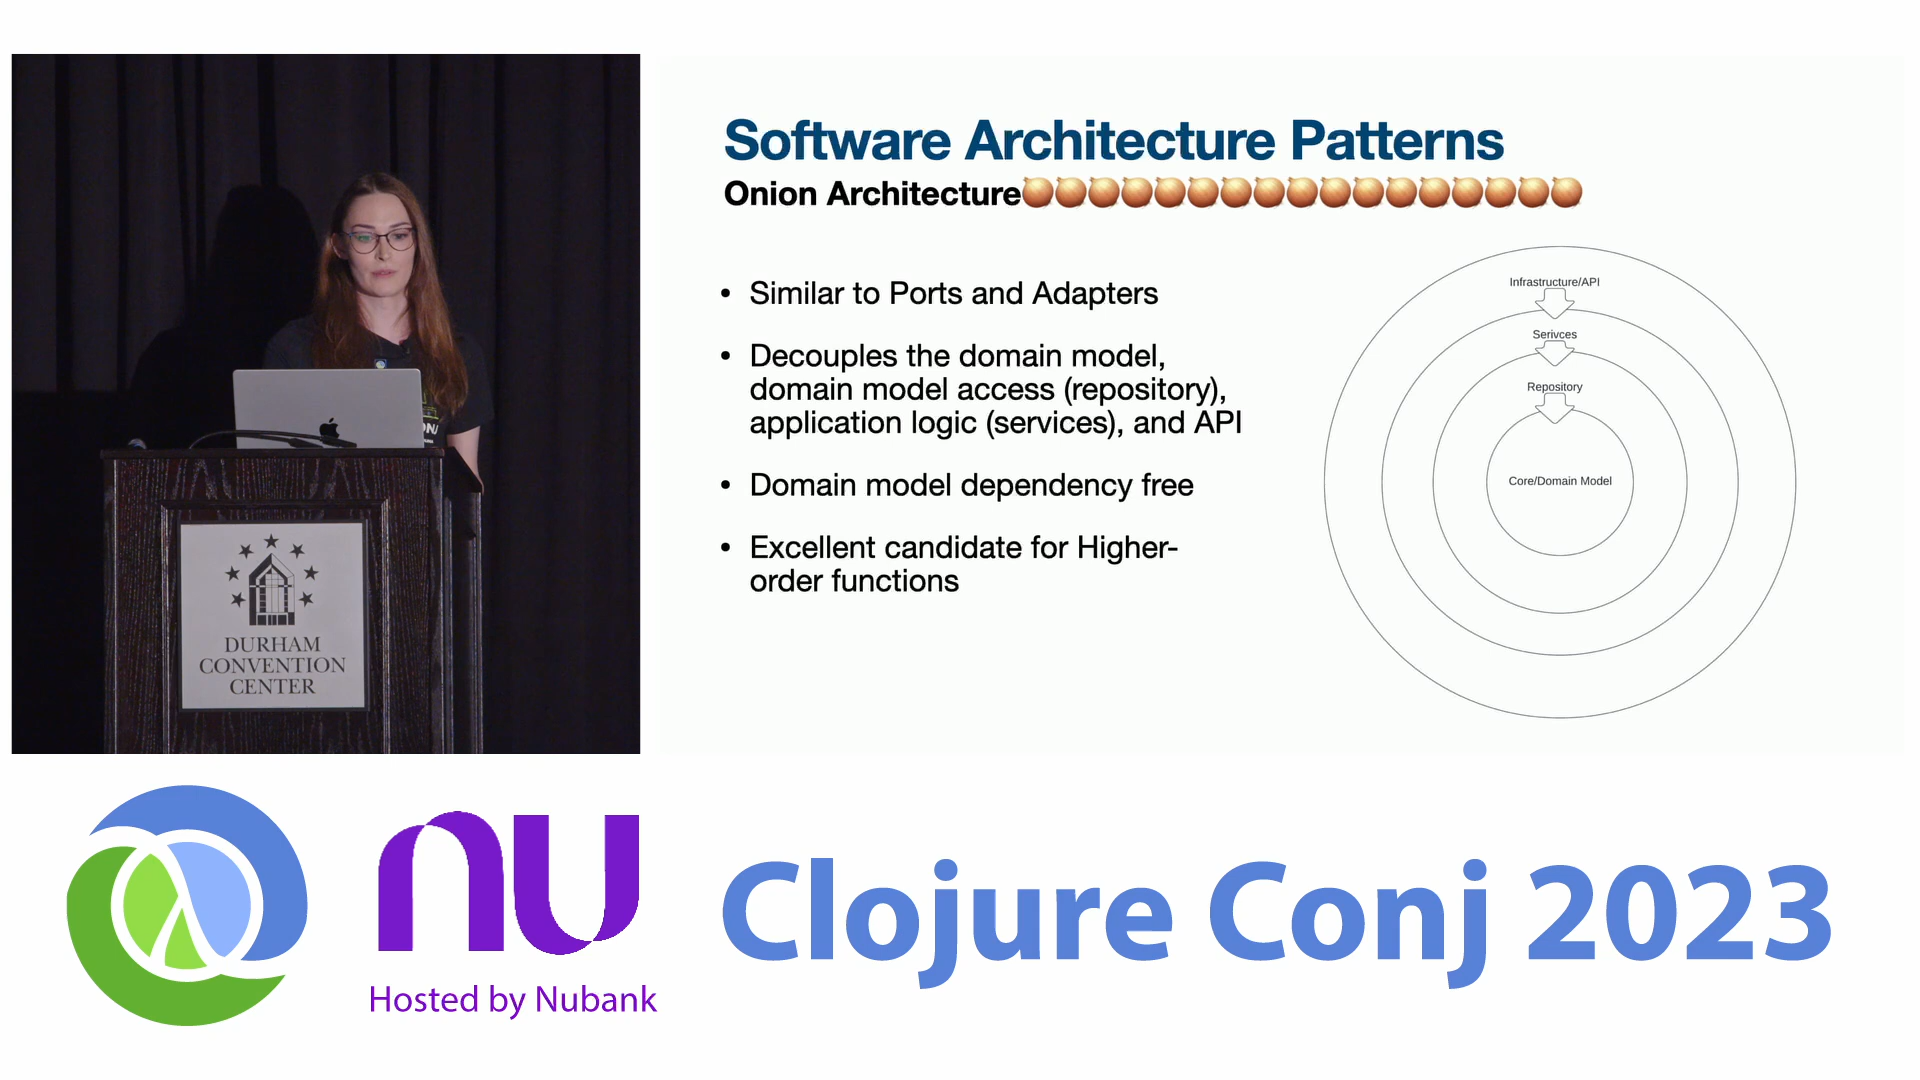 Software Architecture Patterns
Onion Architecture🧅🧅🧅🧅🧅🧅🧅🧅🧅🧅🧅🧅🧅🧅🧅🧅🧅
• Similar to Ports and Adapters
• Decouples the domain model,
domain model access (repository),
application logic (services), and API
• Domain model dependency free
• Excellent candidate for Higher-
order functions
Infrastructure/API
Serivces
Repository
Core/Domain Model
DURHAM
CONVENTION
CENTER
nu
Hosted by Nubank
Clojure Conj 2023